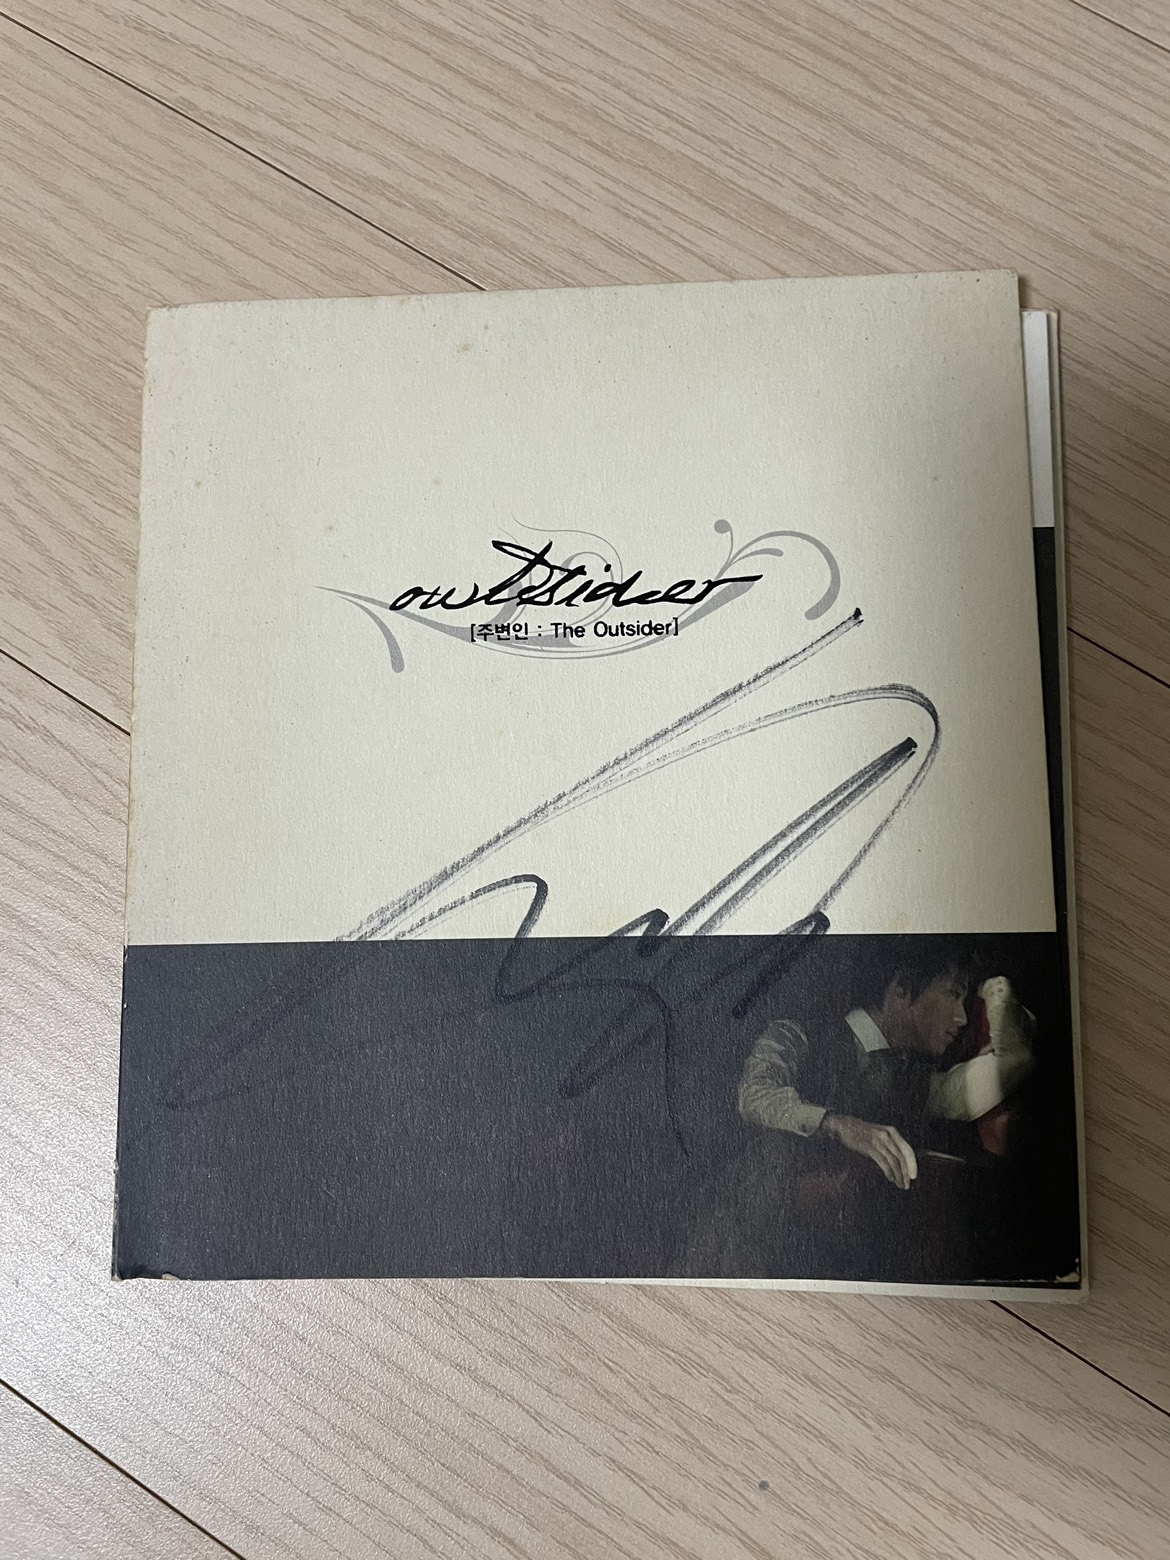 outsider
[주변인 : The Outsider]